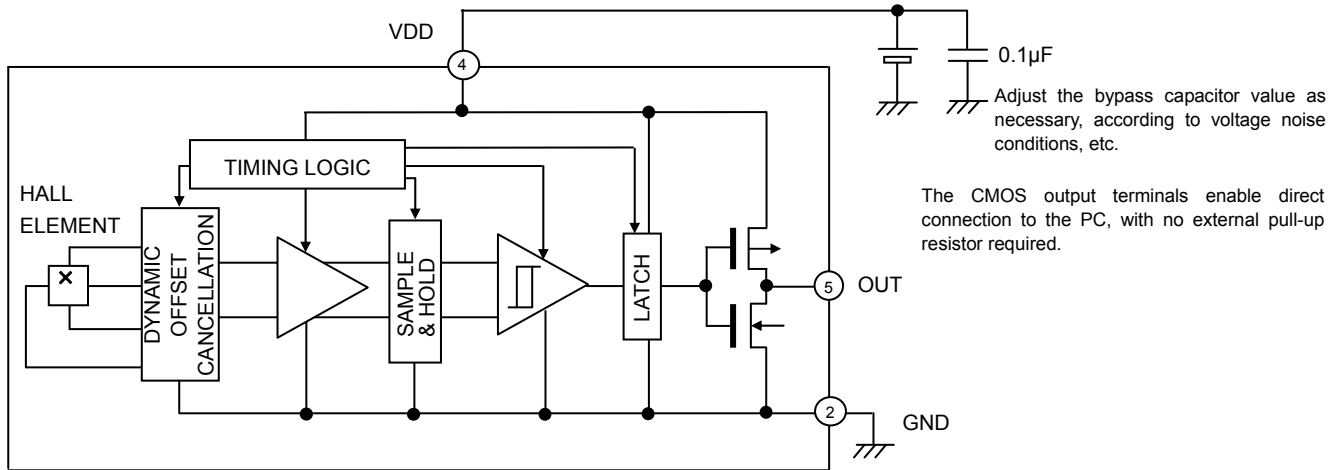 VDD
4
0.1µF
Adjust the bypass capacitor value as
necessary, according to voltage noise
conditions, etc.
TIMING LOGIC
The CMOS output terminals enable direct
connection to the PC, with no external pull-up
resistor required.
HALL
ELEMENT
×
DYNAMIC
OFFSET
CANCELLATION
SAMPLE
& HOLD
LATCH
5
OUT
2
GND